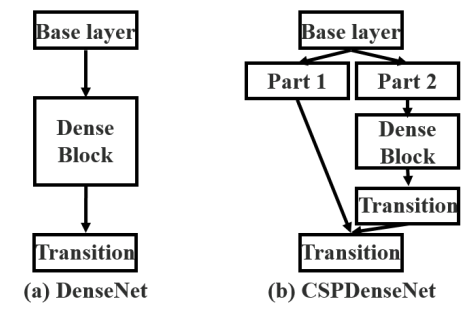 Base layer
Dense
Block
Transition
(a) DenseNet
Base layer
Part 1
Part 2
Dense
Block
Transition
Transition
(b) CSPDenseNet